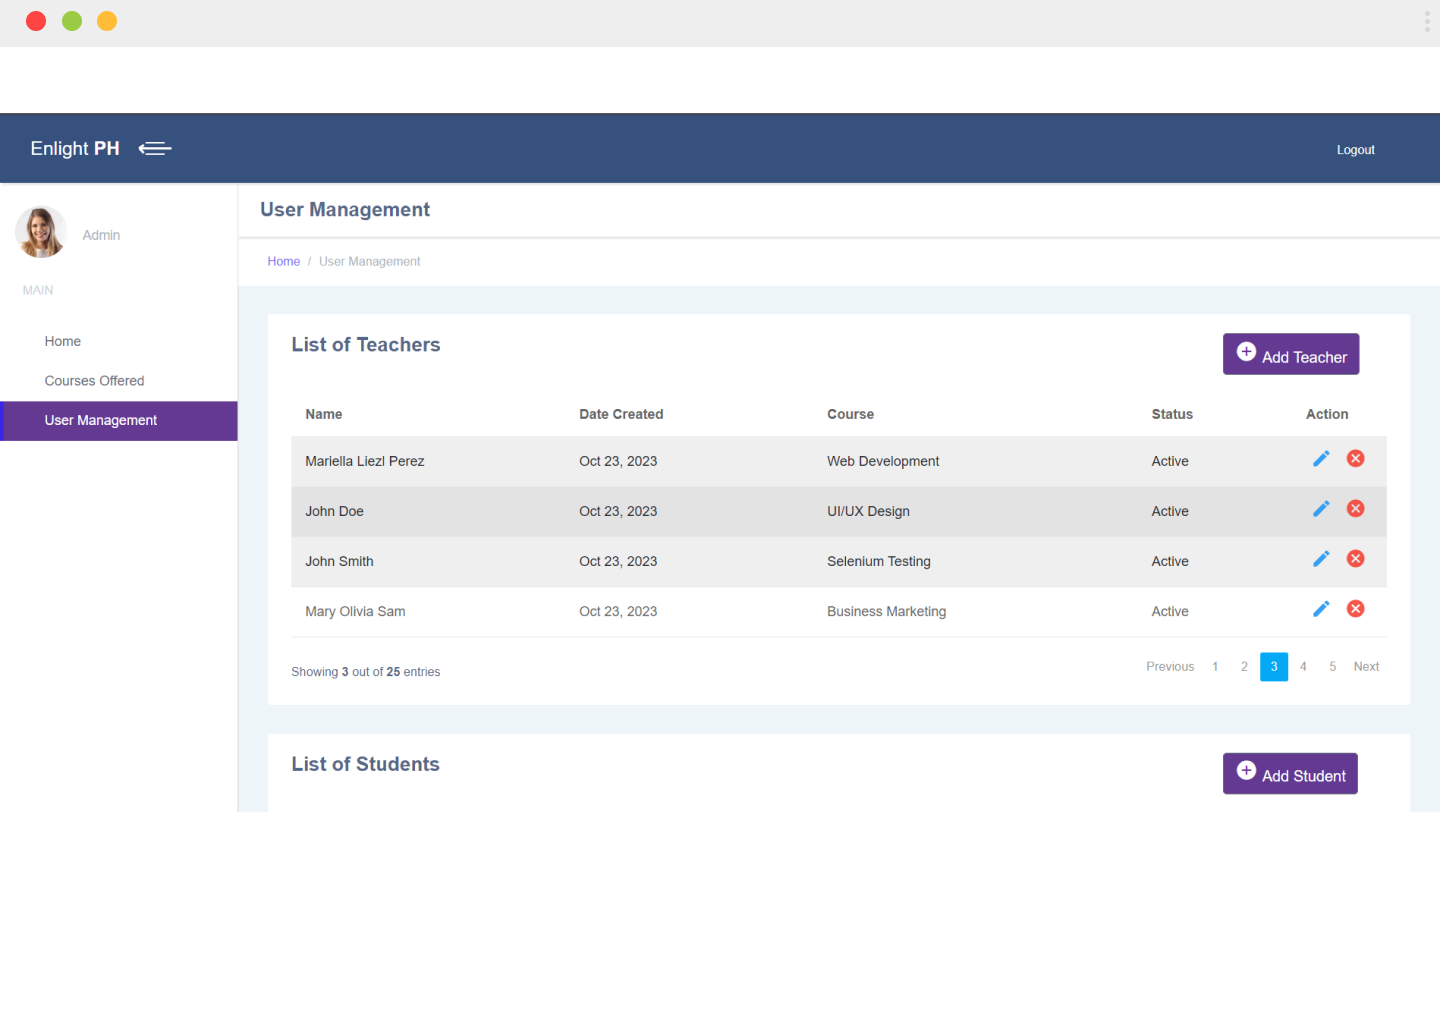 Enlight PH
Logout
Admin
MAIN
Home
Courses Offered
User Management
User Management
Home / User Management
List of Teachers
Add Teacher
Name Date Created Course Status Action
Mariella Liezl Perez Oct 23, 2023 Web Development Active
John Doe Oct 23, 2023 UI/UX Design Active
John Smith Oct 23, 2023 Selenium Testing Active
Mary Olivia Sam Oct 23, 2023 Business Marketing Active
Showing 3 out of 25 entries
Previous 1 2 3 4 5 Next
List of Students
Add Student